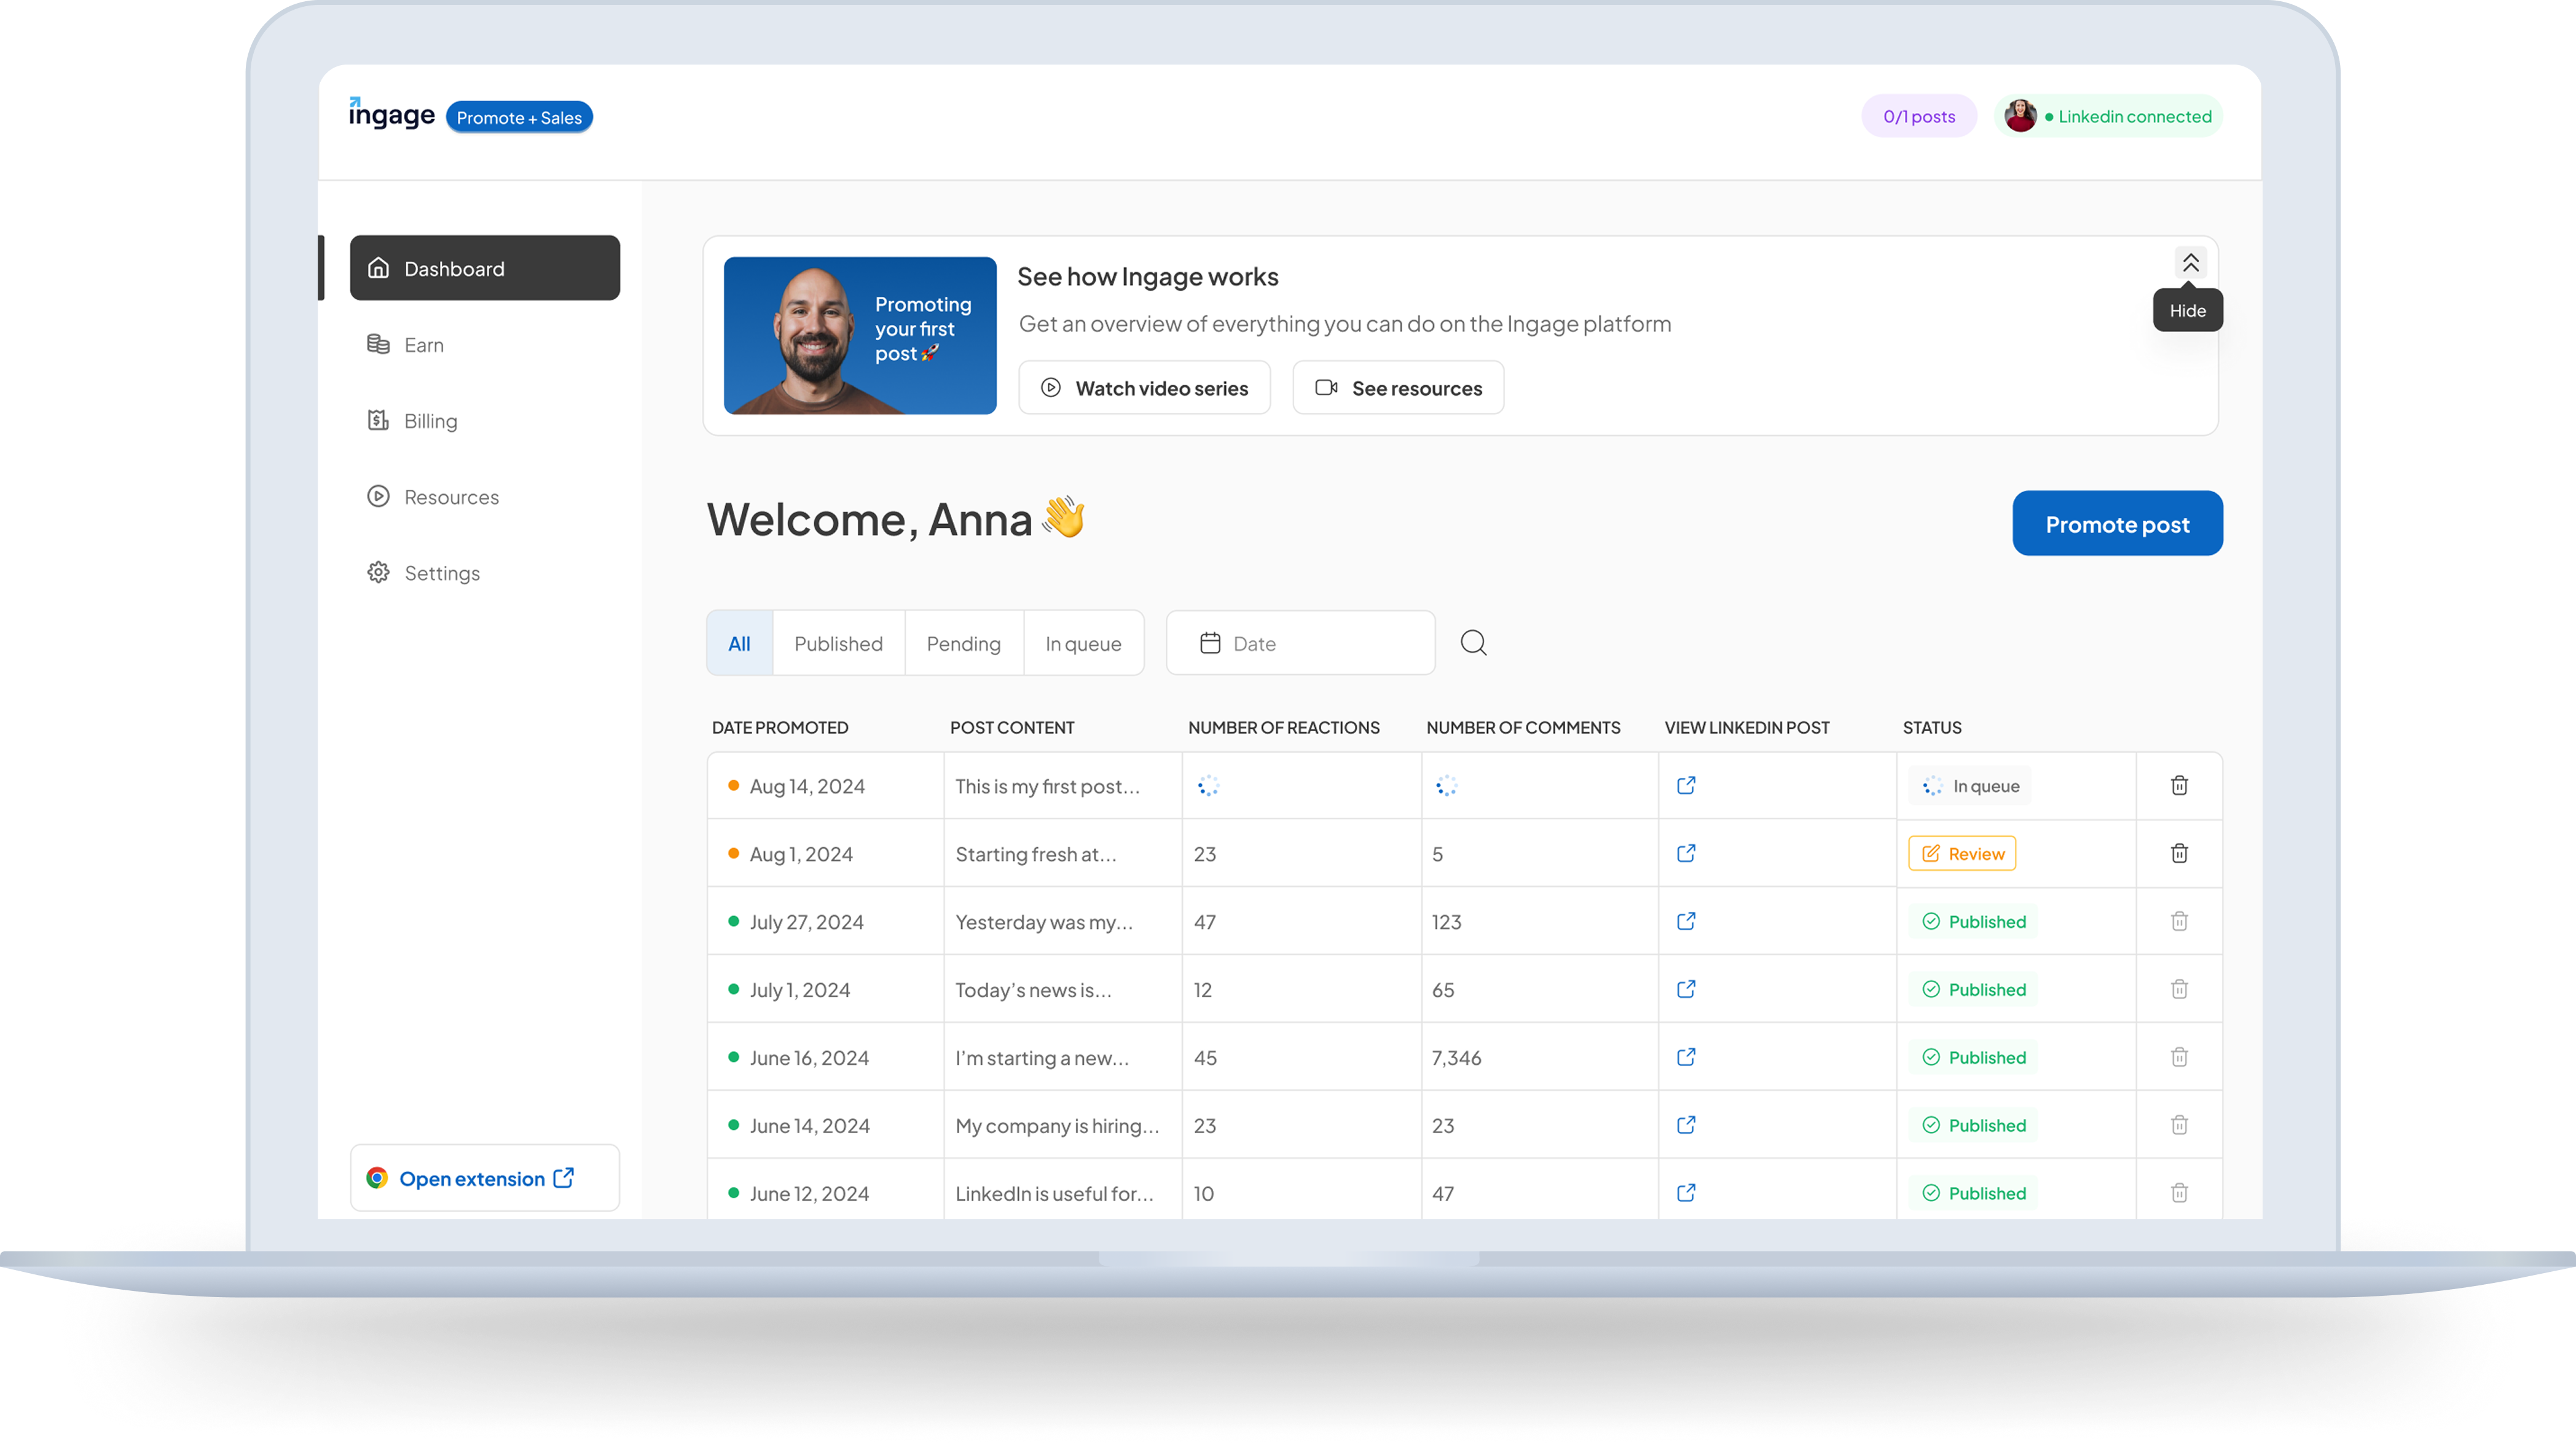 ingage Promote + Sales
0/1 posts
Linkedin connected
Dashboard
Earn
Billing
Resources
Settings
Open extension
Promoting
your first
post🚀
See how Ingage works
Get an overview of everything you can do on the Ingage platform
Watch video series
See resources
Hide
Welcome, Anna👋
Promote post
All Published Pending In queue Date
DATE PROMOTED POST CONTENT NUMBER OF REACTIONS NUMBER OF COMMENTS VIEW LINKEDIN POST STATUS
Aug 14, 2024 This is my first post... In queue
Aug 1, 2024 Starting fresh at... 23 5 Review
July 27, 2024 Yesterday was my... 47 123 Published
July 1, 2024 Today’s news is... 12 65 Published
June 16, 2024 I’m starting a new... 45 7,346 Published
June 14, 2024 My company is hiring... 23 23 Published
June 12, 2024 LinkedIn is useful for... 10 47 Published